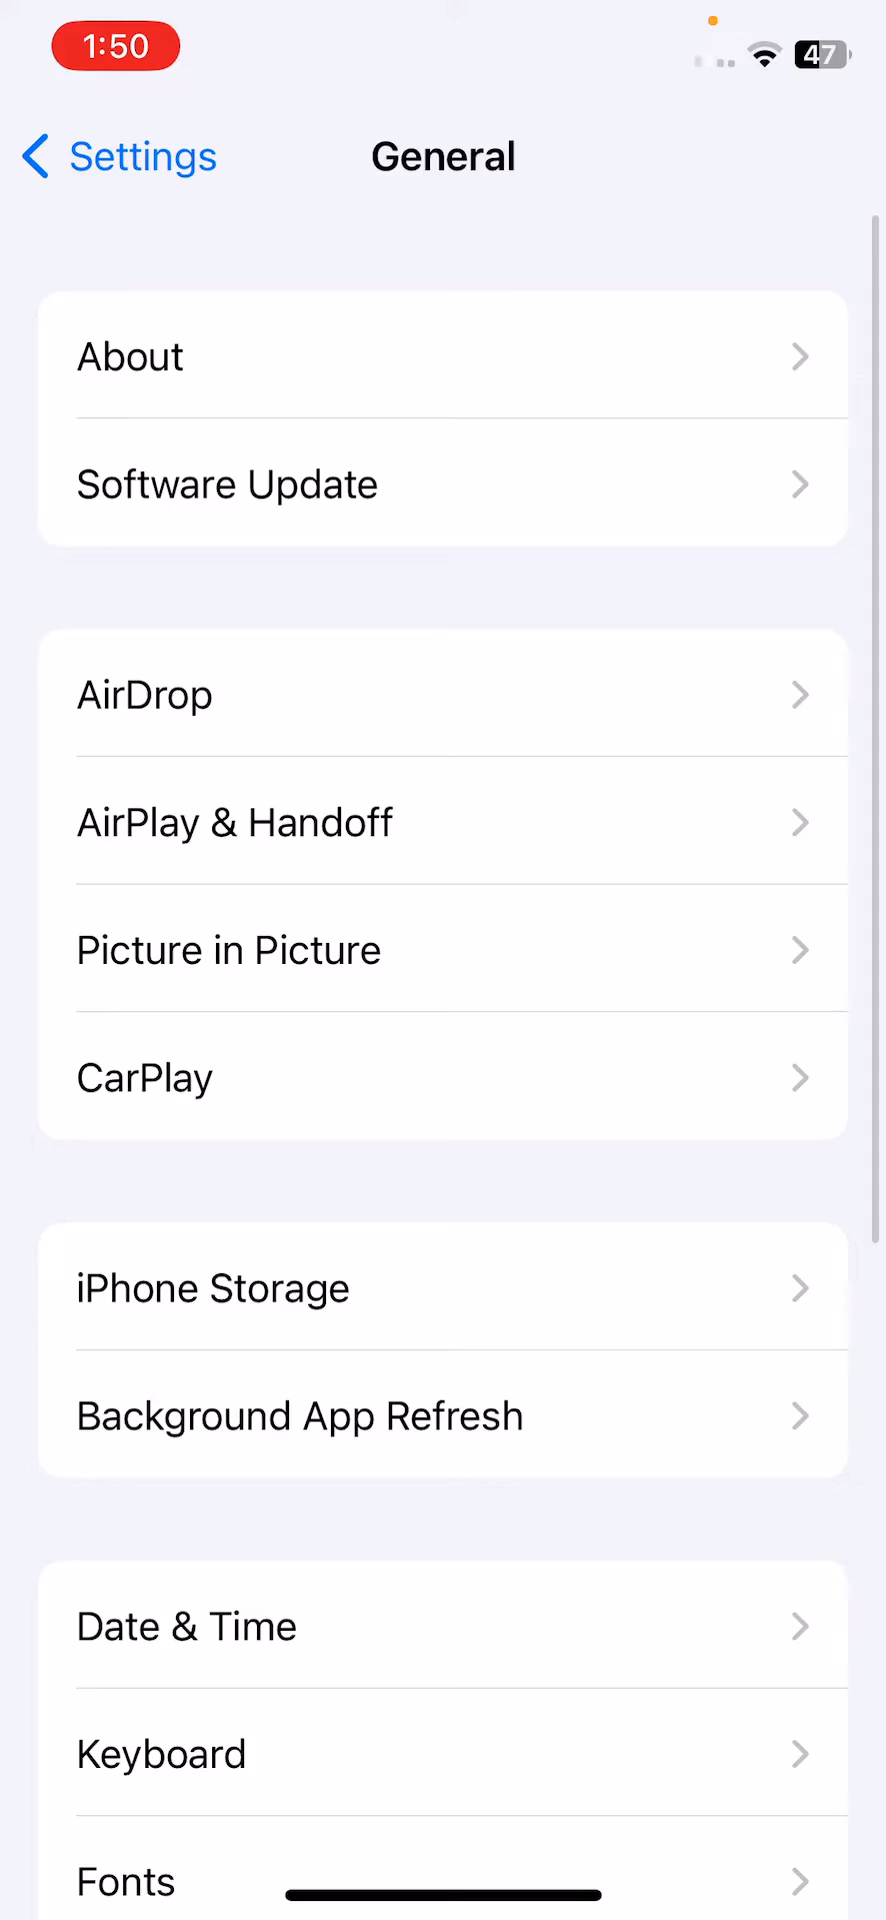 1:50
47
Settings
General
About
Software Update
AirDrop
AirPlay & Handoff
Picture in Picture
CarPlay
iPhone Storage
Background App Refresh
Date & Time
Keyboard
Fonts